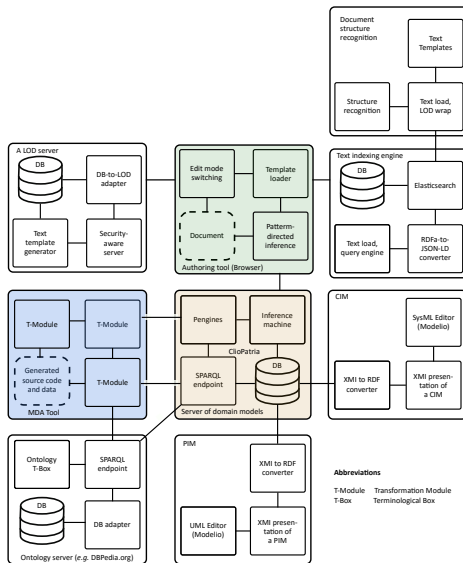 Document
structure
recognition
Text
Templates
Structure
recognition
Text load,
LOD wrap
A LOD server
DB
DB-to-LOD
adapter
Text
template
generator
Security-
aware
server
Edit mode
switching
Template
loader
Document
Pattern-
directed
inference
Authoring tool (Browser)
Text indexing engine
DB
Elasticsearch
Text load,
query engine
RDFa-to-
JSON-LD
converter
T-Module
T-Module
Generated
source code
and data
T-Module
MDA Tool
Pengines
Inference
machine
ClioPatria
SPARQL
endpoint
DB
Server of domain models
CIM
SysML Editor
(Modelio)
XMI to RDF
converter
XMI presen-
tation of
a CIM
Ontology
T-Box
SPARQL
endpoint
DB
DB adapter
Ontology server (e.g. DBPedia.org)
PIM
XMI to RDF
converter
UML Editor
(Modelio)
XMI presen-
tation of
a PIM
Abbreviations
T-Module Transformation Module
T-Box Terminological Box